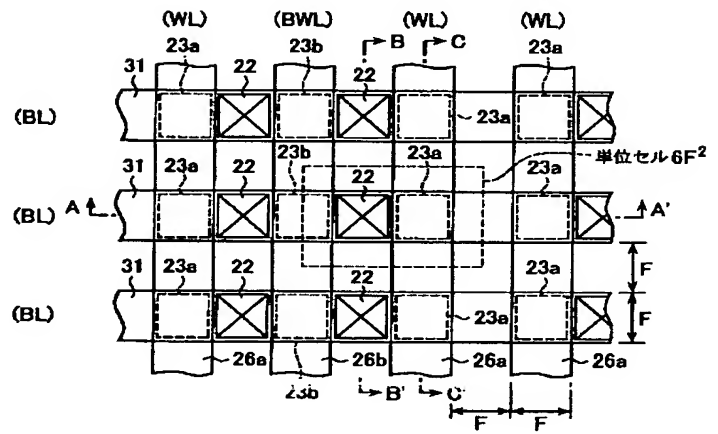 (WL) (BWL) (WL) (WL)
23a 23b B C 23a
31 22 22
(BL) 23a
23b 23a 単位セル6F²
31 23a 22 22 23a
(BL) A A'
31 23a 22 22 23a
F
(BL) 23a F
26a 26b 26a 26a
23b B' C' F F